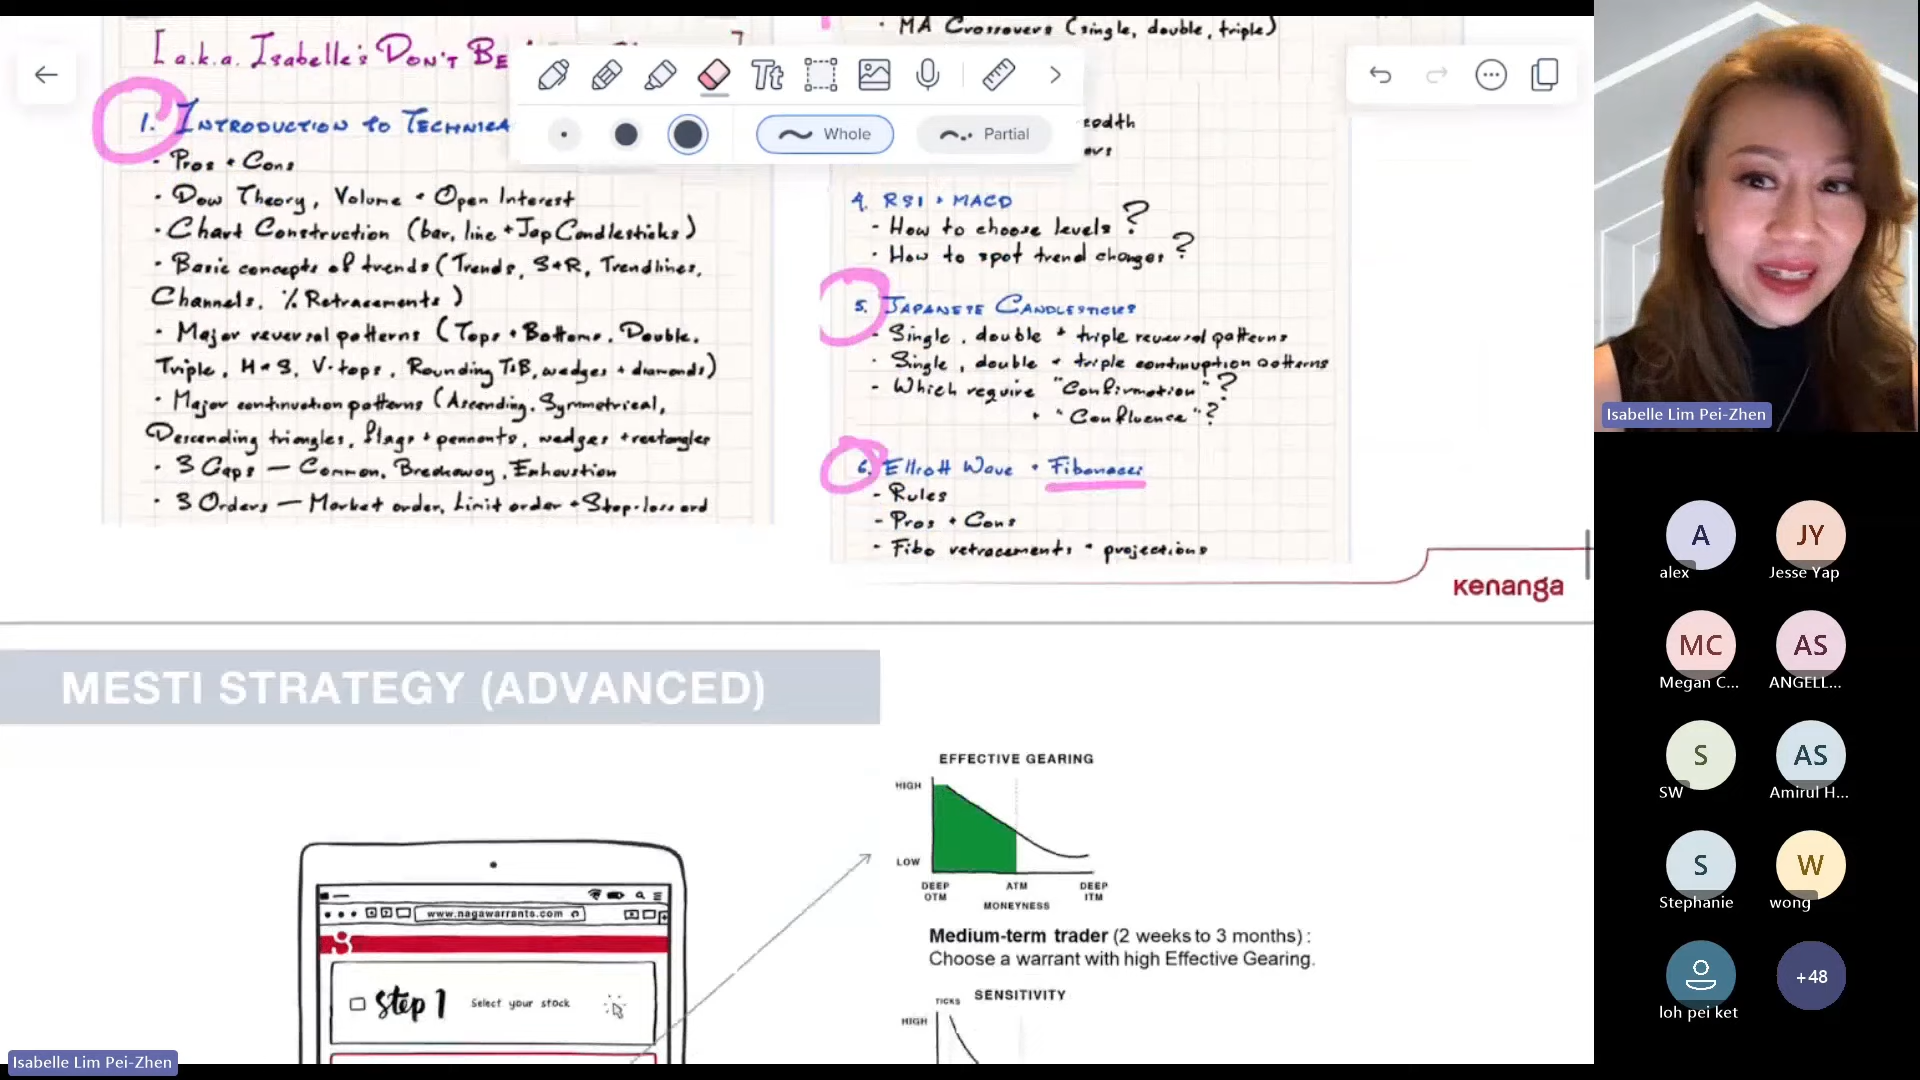 [a.k.a. Isabelle's DON'T BE
1. INTRODUCTION to TECHNICA
- Pros + Cons
· Dow Theory, Volume + Open Interest
· Chart Construction (bar, line + Jap Candlesticks)
· Basic concepts of trends (Trends, S+R, Trendlines,
Channels, % Retracements)
· Major reversal patterns (Tops + Bottoms, Double,
Triple, H+S, V-tops, Rounding T+B, wedges + diamonds)
· Major continuation patterns (Ascending, Symmetrical,
Descending triangles, flags + pennants, wedges + rectangles
· 3 Gaps — Common, Breakaway, Exhaustion
· 3 Orders — Market order, Limit order + Stop-loss ord
· MA Crossovers (single, double, triple)
Tt
Whole
Partial
eadth
4. RSI + MACD
- How to choose levels?
· How to spot trend changes?
5. JAPANESE CANDLESTICKS
- Single, double + triple reversal patterns
· Single, double + triple continuation patterns
- Which require "Confirmation"?
+ "Confluence"?
6. Elliott Wave + Fibonacci
- Rules
- Pros + Cons
- Fibo retracements + projections
kenanga
MESTI STRATEGY (ADVANCED)
www.nagawarrants.com
Step 1 Select your stock
EFFECTIVE GEARING
HIGH
LOW
DEEP OTM
ATM
DEEP ITM
MONEYNESS
Medium-term trader (2 weeks to 3 months) :
Choose a warrant with high Effective Gearing.
SENSITIVITY
TICKS
HIGH
Isabelle Lim Pei-Zhen
Isabelle Lim Pei-Zhen
A
alex
JY
Jesse Yap
MC
Megan C...
AS
ANGELL...
S
SW
AS
Amirul H...
S
Stephanie
W
wong
loh pei ket
+48